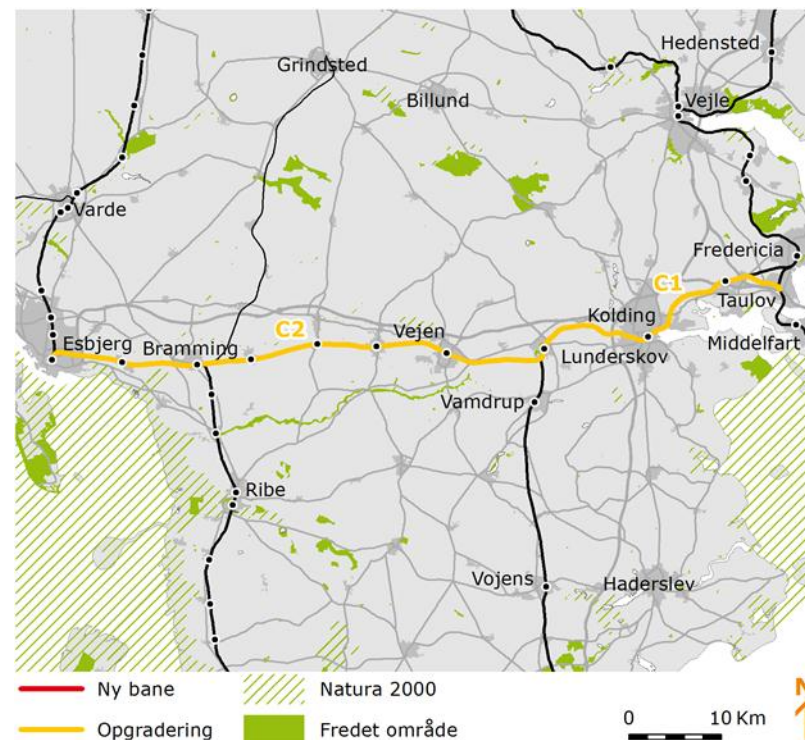 Hedensted
Grindsted
Billund
Vejle
Varde
Fredericia
C1
Taulov
Kolding
C2
Vejen
Esbjerg
Bramming
Lunderskov
Middelfart
Vamdrup
Ribe
Vojens
Haderslev
Ny bane
Natura 2000
Opgradering
Fredet område
0 10 Km
N